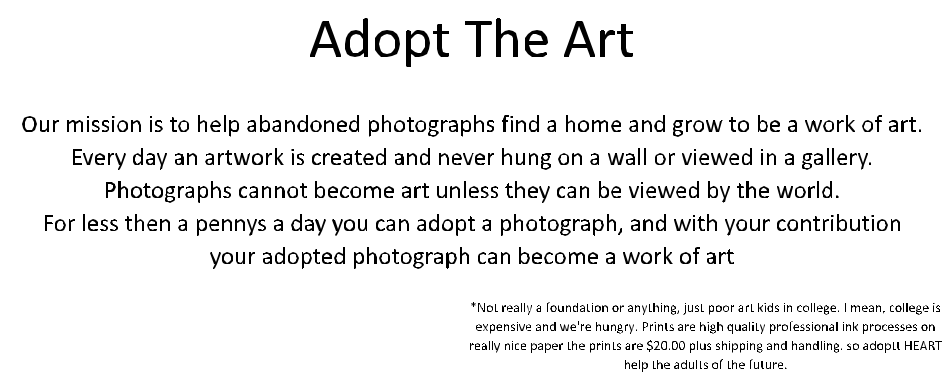 Adopt The Art
Our mission is to help abandoned photographs find a home and grow to be a work of art.
Every day an artwork is created and never hung on a wall or viewed in a gallery.
Photographs cannot become art unless they can be viewed by the world.
For less then a pennys a day you can adopt a photograph, and with your contribution
your adopted photograph can become a work of art
*Not really a foundation or anything, just poor art kids in college. I mean, college is
expensive and we're hungry. Prints are high quality professional ink processes on
really nice paper the prints are $20.00 plus shipping and handling. so adoptt HEART
help the adults of the future.